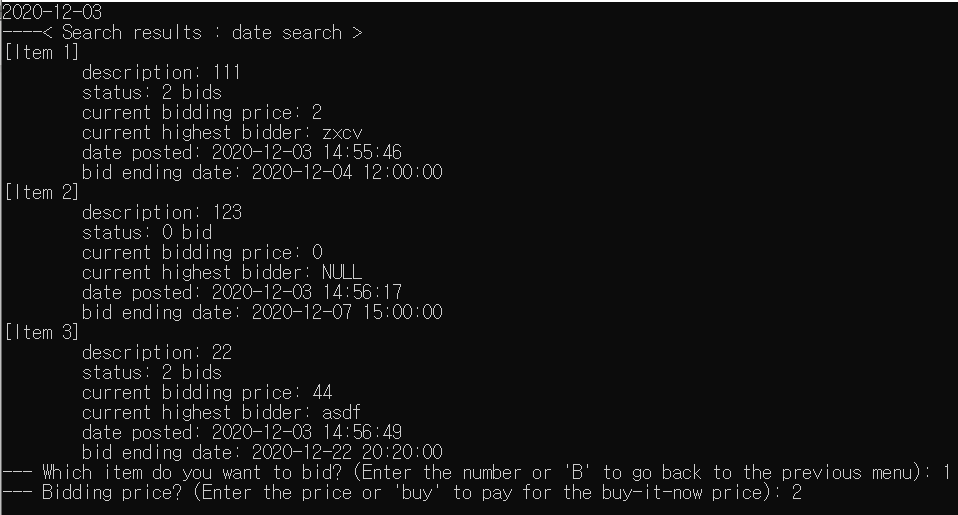 2020-12-03
----< Search results : date search >
[Item 1]
description: 111
status: 2 bids
current bidding price: 2
current highest bidder: zxcv
date posted: 2020-12-03 14:55:46
bid ending date: 2020-12-04 12:00:00
[Item 2]
description: 123
status: 0 bid
current bidding price: 0
current highest bidder: NULL
date posted: 2020-12-03 14:56:17
bid ending date: 2020-12-07 15:00:00
[Item 3]
description: 22
status: 2 bids
current bidding price: 44
current highest bidder: asdf
date posted: 2020-12-03 14:56:49
bid ending date: 2020-12-22 20:20:00
--- Which item do you want to bid? (Enter the number or 'B' to go back to the previous menu): 1
--- Bidding price? (Enter the price or 'buy' to pay for the buy-it-now price): 2